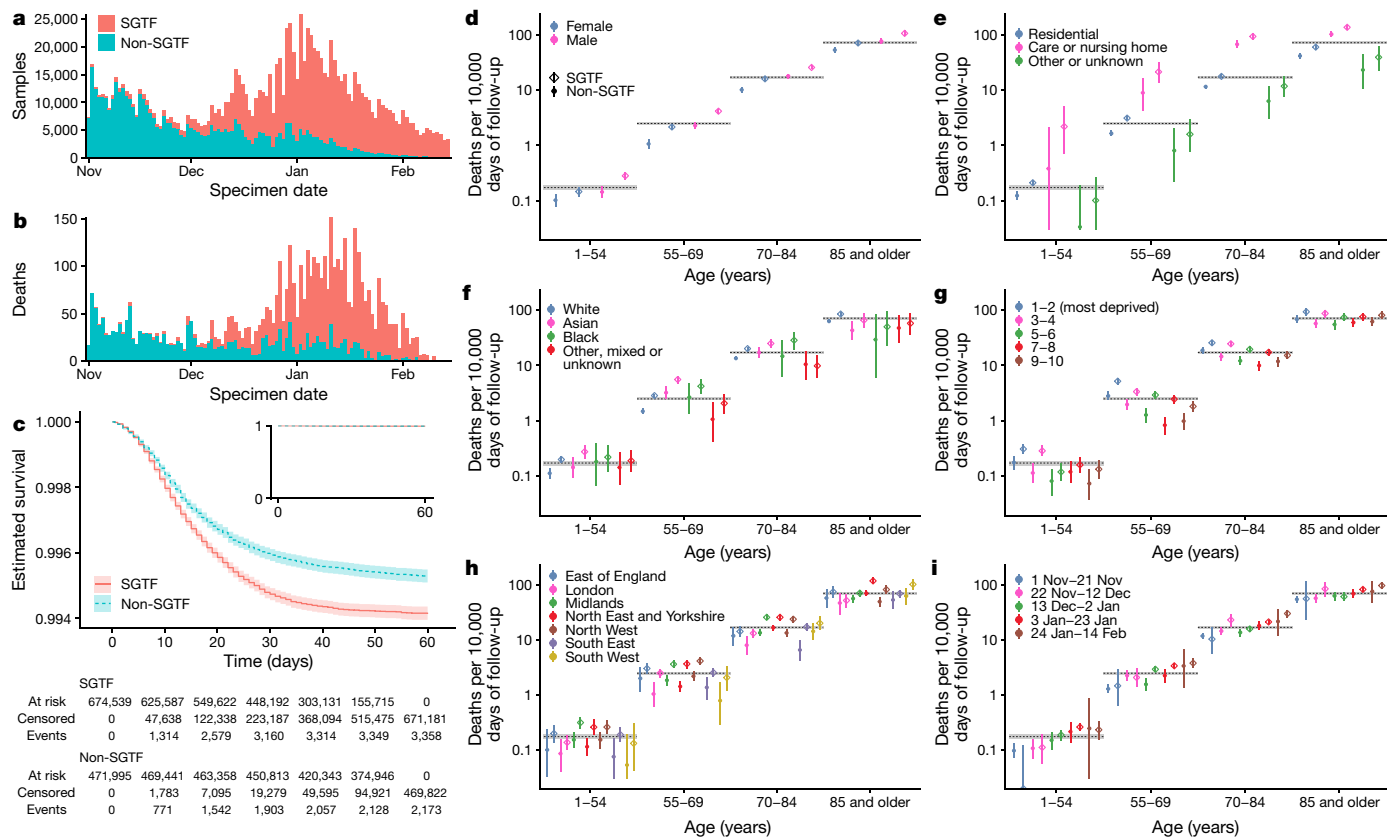 a
SGTF
Non-SGTF
25,000
20,000
15,000
10,000
5,000
0
Samples
Nov
Dec
Jan
Feb
Specimen date
b
150
100
50
0
Deaths
Nov
Dec
Jan
Feb
Specimen date
c
1.000
0.998
0.996
0.994
Estimated survival
1
0
0
60
SGTF
Non-SGTF
0
10
20
30
40
50
60
Time (days)
SGTF
At risk 674,539 625,587 549,622 448,192 303,131 155,715 0
Censored 0 47,638 122,338 223,187 368,094 515,475 671,181
Events 0 1,314 2,579 3,160 3,314 3,349 3,358
Non-SGTF
At risk 471,995 469,441 463,358 450,813 420,343 374,946 0
Censored 0 1,783 7,095 19,279 49,595 94,921 469,822
Events 0 771 1,542 1,903 2,057 2,128 2,173
d
Female
Male
SGTF
Non-SGTF
100
10
1
0.1
Deaths per 10,000
days of follow-up
1–54
55–69
70–84
85 and older
Age (years)
e
Residential
Care or nursing home
Other or unknown
100
10
1
0.1
Deaths per 10,000
days of follow-up
1–54
55–69
70–84
85 and older
Age (years)
f
White
Asian
Black
Other, mixed or
unknown
100
10
1
0.1
Deaths per 10,000
days of follow-up
1–54
55–69
70–84
85 and older
Age (years)
g
1–2 (most deprived)
3–4
5–6
7–8
9–10
100
10
1
0.1
Deaths per 10,000
days of follow-up
1–54
55–69
70–84
85 and older
Age (years)
h
East of England
London
Midlands
North East and Yorkshire
North West
South East
South West
100
10
1
0.1
Deaths per 10,000
days of follow-up
1–54
55–69
70–84
85 and older
Age (years)
i
1 Nov–21 Nov
22 Nov–12 Dec
13 Dec–2 Jan
3 Jan–23 Jan
24 Jan–14 Feb
100
10
1
0.1
Deaths per 10,000
days of follow-up
1–54
55–69
70–84
85 and older
Age (years)